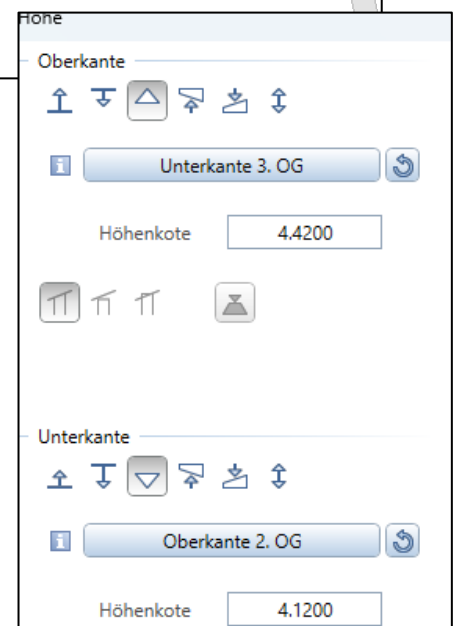 Höhe
Oberkante
Unterkante 3. OG
Höhenkote 4.4200
Unterkante
Oberkante 2. OG
Höhenkote 4.1200